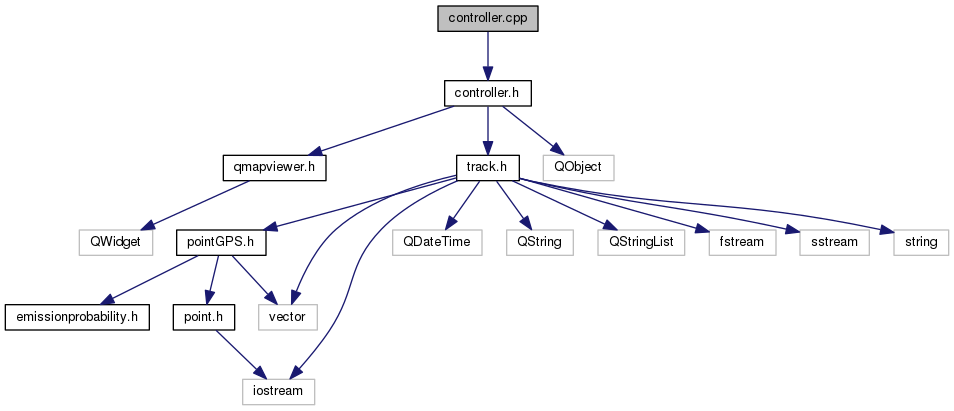 controller.cpp
controller.h
qmapviewer.h
track.h
QObject
QWidget
pointGPS.h
QDateTime
QString
QStringList
fstream
sstream
string
emissionprobability.h
point.h
vector
iostream